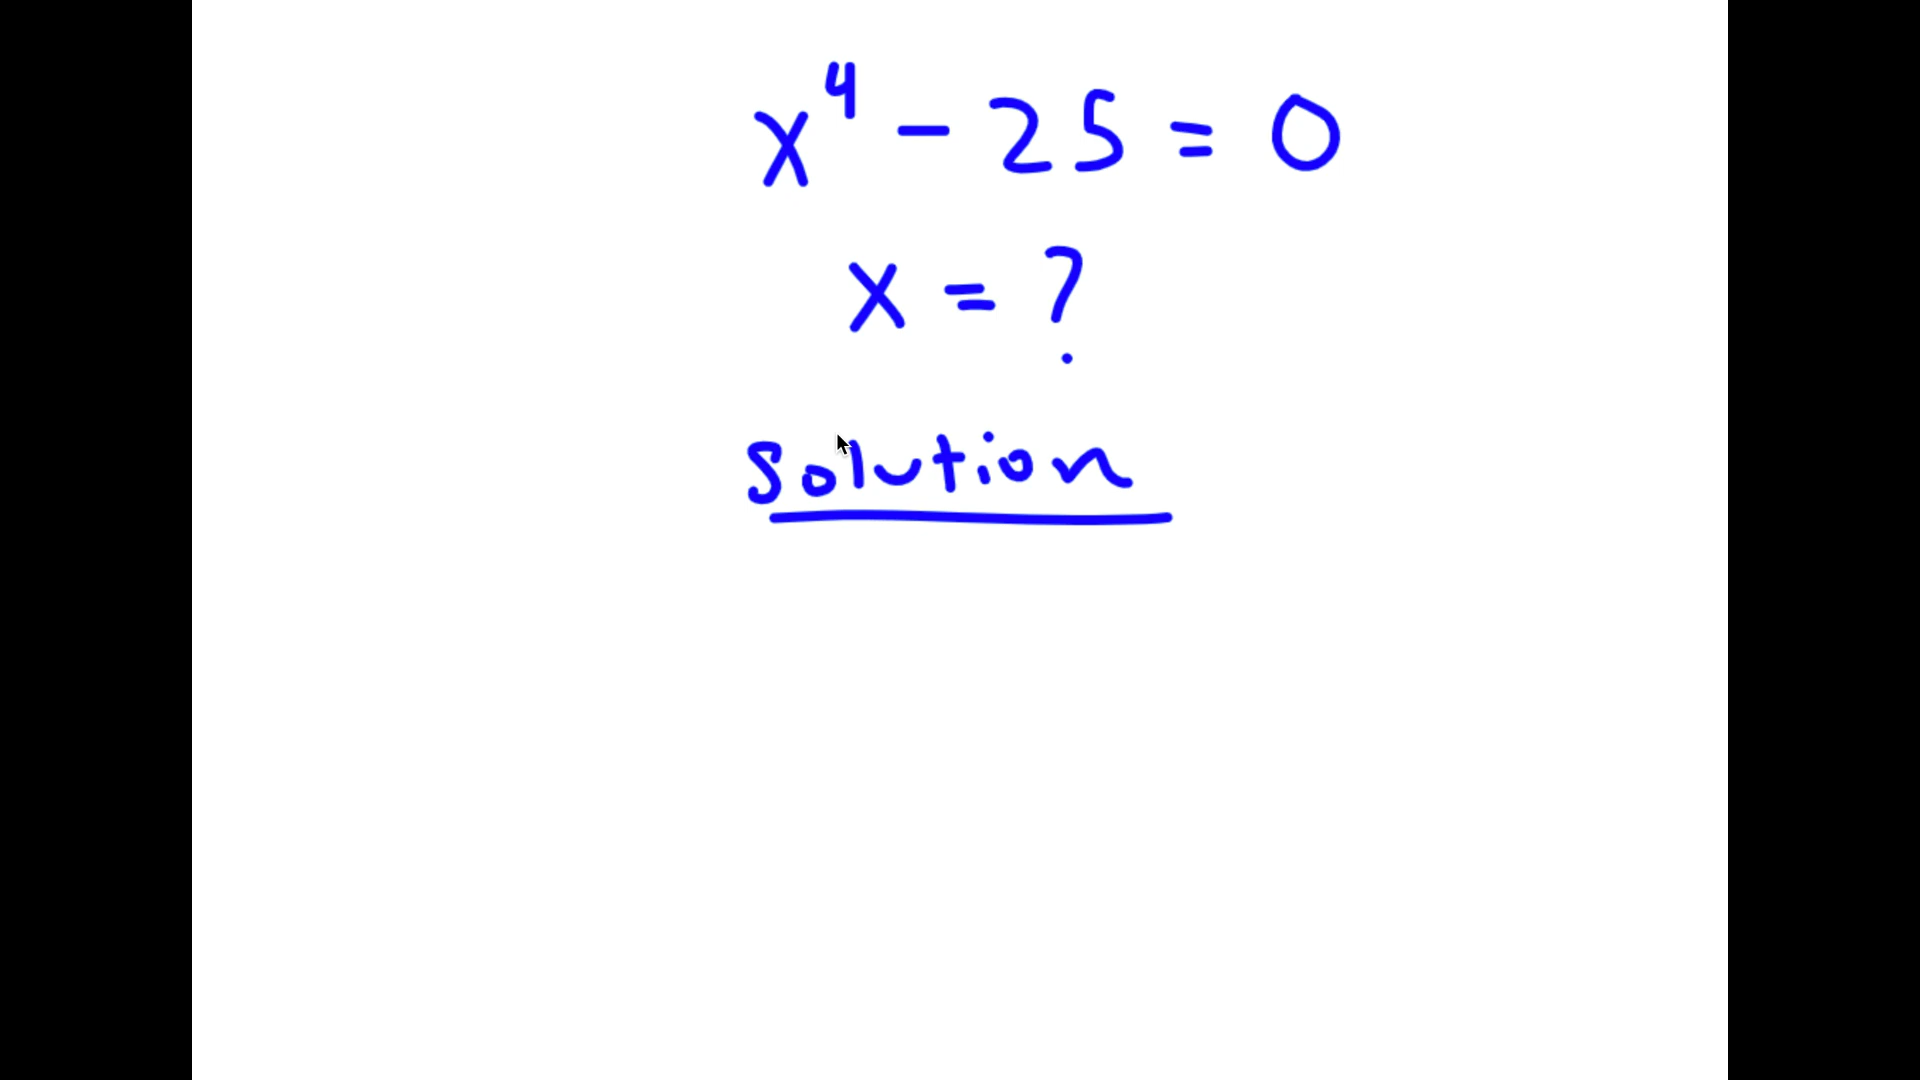 x⁴ - 25 = 0
x = ?
solution